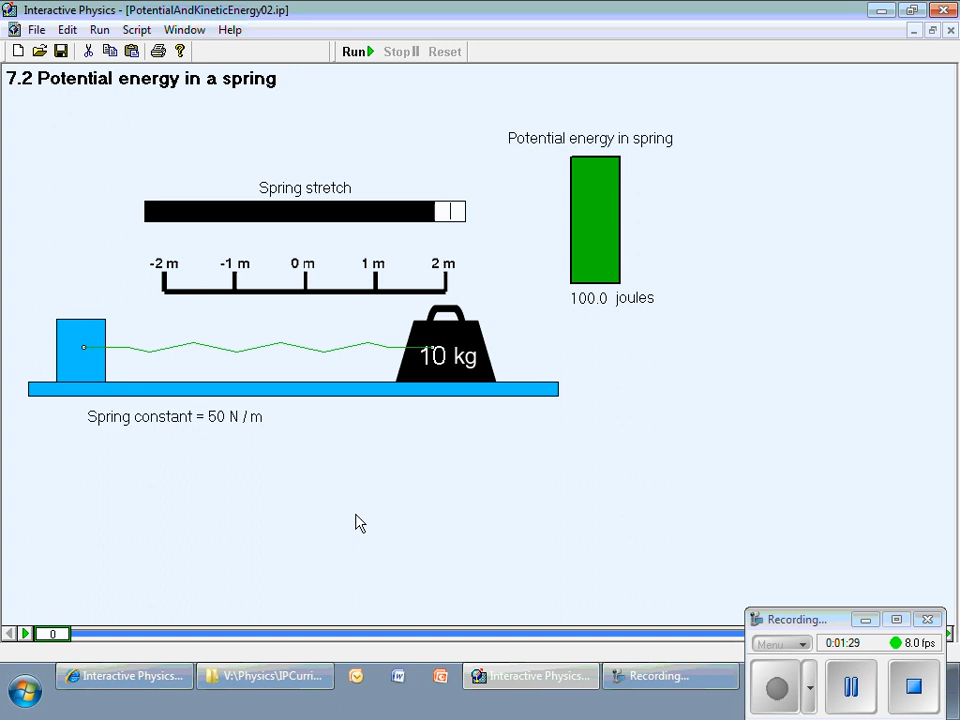 Interactive Physics - [PotentialAndKineticEnergy02.ip]
File Edit Run Script Window Help
Run Stop Reset
7.2 Potential energy in a spring
Potential energy in spring
Spring stretch
-2 m -1 m 0 m 1 m 2 m
100.0 joules
10 kg
Spring constant = 50 N / m
0
Recording...
Menu 0:01:29 8.0 fps
Interactive Physics... V:\Physics\IPCurri... Interactive Physics... Recording...